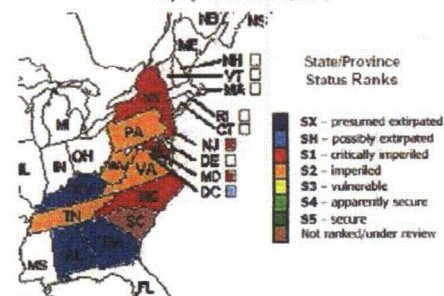 NB
NS
ME
NH
VT
MA
State/Province
Status Ranks
NY
MI
RI
CT
PA
NJ
DE
MD
DC
OH
IN
IL
WV
VA
KY
NC
TN
SC
MS
AL
GA
FL
SX - presumed extirpated
SH - possibly extirpated
S1 - critically imperiled
S2 - imperiled
S3 - vulnerable
S4 - apparently secure
S5 - secure
Not ranked/under review